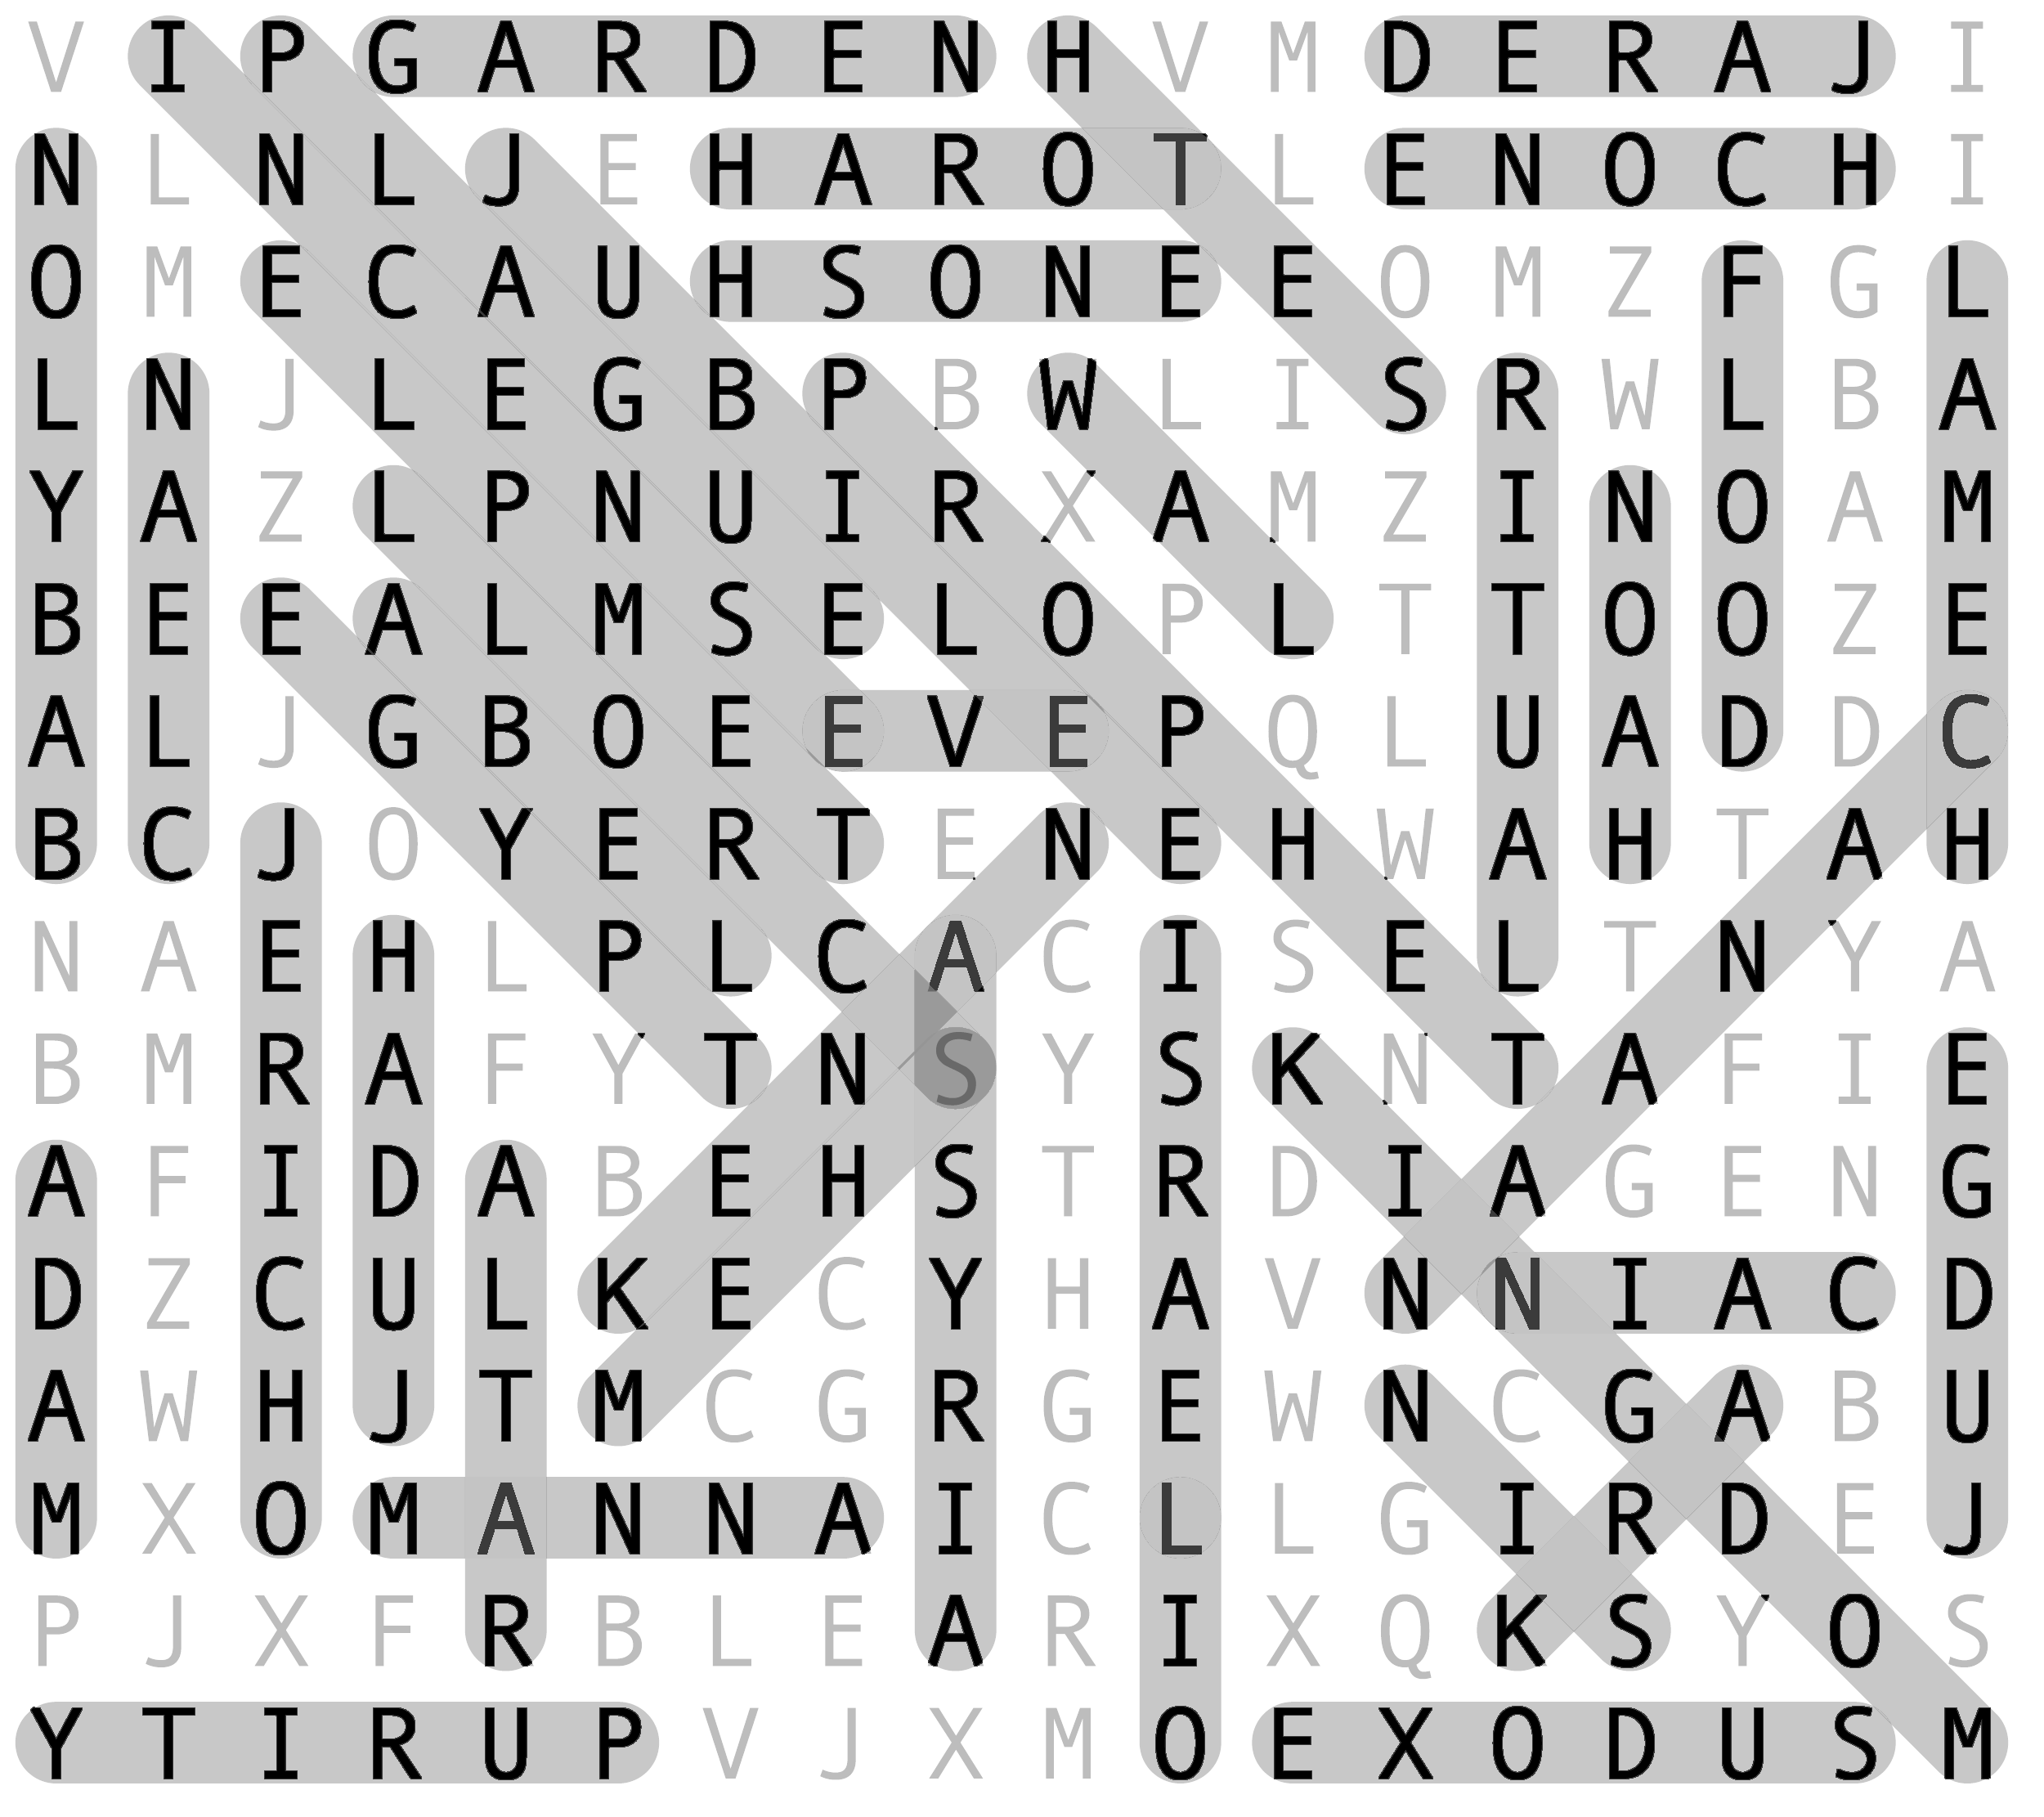 V I P G A R D E N H V M D E R A J I
N L N L J E H A R O T L E N O C H I
O M E C A U H S O N E E O M Z F G L
L N J L E G B P B W L I S R W L B A
Y A Z L P N U I R X A M Z I N O A M
B E E A L M S E L O P L T T O O Z E
A L J G B O E E V E P Q L U A D D C
B C J O Y E R T E N E H W A H T A H
N A E H L P L C A C I S E L T N Y A
B M R A F Y T N S Y S K N T A F I E
A F I D A B E H S T R D I A G E N G
D Z C U L K E C Y H A V N N I A C D
A W H J T M C G R G E W N C G A B U
M X O M A N N A I C L L G I R D E J
P J X F R B L E A R I X Q K S Y O S
Y T I R U P V J X M O E X O D U S M